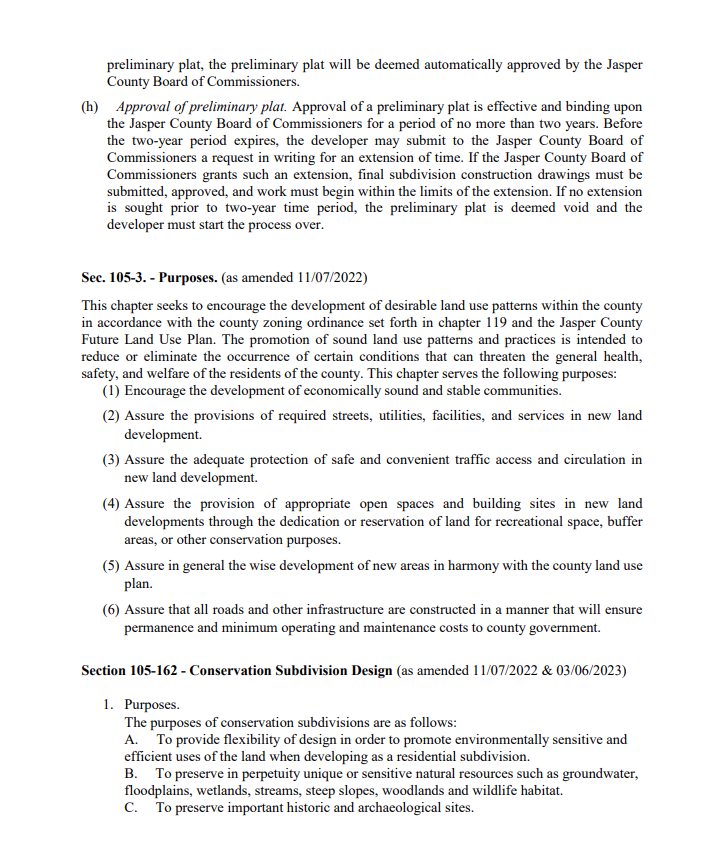 preliminary plat, the preliminary plat will be deemed automatically approved by the Jasper
County Board of Commissioners.
(h) Approval of preliminary plat. Approval of a preliminary plat is effective and binding upon
the Jasper County Board of Commissioners for a period of no more than two years. Before
the two-year period expires, the developer may submit to the Jasper County Board of
Commissioners a request in writing for an extension of time. If the Jasper County Board of
Commissioners grants such an extension, final subdivision construction drawings must be
submitted, approved, and work must begin within the limits of the extension. If no extension
is sought prior to two-year time period, the preliminary plat is deemed void and the
developer must start the process over.
Sec. 105-3. - Purposes. (as amended 11/07/2022)
This chapter seeks to encourage the development of desirable land use patterns within the county
in accordance with the county zoning ordinance set forth in chapter 119 and the Jasper County
Future Land Use Plan. The promotion of sound land use patterns and practices is intended to
reduce or eliminate the occurrence of certain conditions that can threaten the general health,
safety, and welfare of the residents of the county. This chapter serves the following purposes:
(1) Encourage the development of economically sound and stable communities.
(2) Assure the provisions of required streets, utilities, facilities, and services in new land
development.
(3) Assure the adequate protection of safe and convenient traffic access and circulation in
new land development.
(4) Assure the provision of appropriate open spaces and building sites in new land
developments through the dedication or reservation of land for recreational space, buffer
areas, or other conservation purposes.
(5) Assure in general the wise development of new areas in harmony with the county land use
plan.
(6) Assure that all roads and other infrastructure are constructed in a manner that will ensure
permanence and minimum operating and maintenance costs to county government.
Section 105-162 - Conservation Subdivision Design (as amended 11/07/2022 & 03/06/2023)
1. Purposes.
The purposes of conservation subdivisions are as follows:
A. To provide flexibility of design in order to promote environmentally sensitive and
efficient uses of the land when developing as a residential subdivision.
B. To preserve in perpetuity unique or sensitive natural resources such as groundwater,
floodplains, wetlands, streams, steep slopes, woodlands and wildlife habitat.
C. To preserve important historic and archaeological sites.